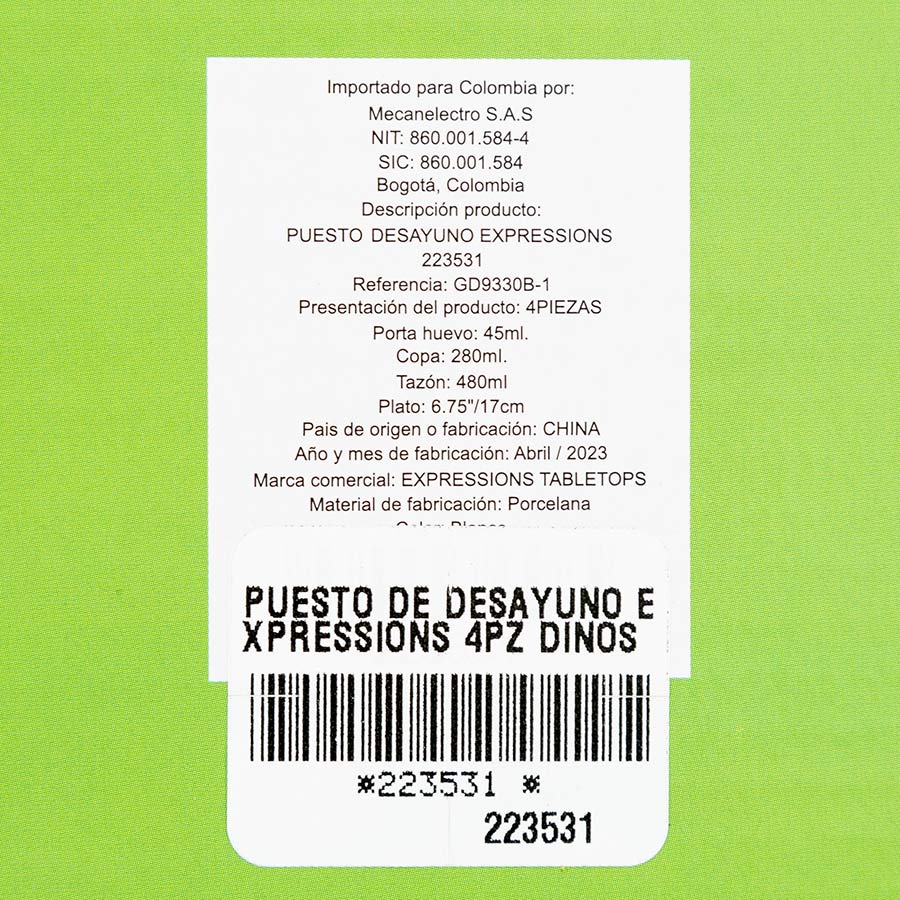 Importado para Colombia por:
Mecanelectro S.A.S
NIT: 860.001.584-4
SIC: 860.001.584
Bogotá, Colombia
Descripción producto:
PUESTO DESAYUNO EXPRESSIONS
223531
Referencia: GD9330B-1
Presentación del producto: 4PIEZAS
Porta huevo: 45ml.
Copa: 280ml.
Tazón: 480ml
Plato: 6.75"/17cm
Pais de origen o fabricación: CHINA
Año y mes de fabricación: Abril / 2023
Marca comercial: EXPRESSIONS TABLETOPS
Material de fabricación: Porcelana
PUESTO DE DESAYUNO E
XPRESSIONS 4PZ DINOS
*223531 *
223531